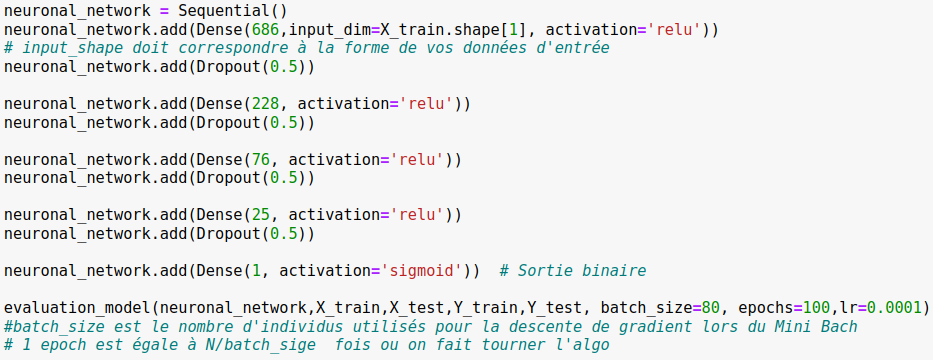 neuronal_network = Sequential()
neuronal_network.add(Dense(686,input_dim=X_train.shape[1], activation='relu'))
# input_shape doit correspondre à la forme de vos données d'entrée
neuronal_network.add(Dropout(0.5))
neuronal_network.add(Dense(228, activation='relu'))
neuronal_network.add(Dropout(0.5))
neuronal_network.add(Dense(76, activation='relu'))
neuronal_network.add(Dropout(0.5))
neuronal_network.add(Dense(25, activation='relu'))
neuronal_network.add(Dropout(0.5))
neuronal_network.add(Dense(1, activation='sigmoid'))  # Sortie binaire
evaluation_model(neuronal_network,X_train,X_test,Y_train,Y_test, batch_size=80, epochs=100,lr=0.0001)
#batch_size est le nombre d'individus utilisés pour la descente de gradient lors du Mini Bach
# 1 epoch est égale à N/batch_sige  fois ou on fait tourner l'algo